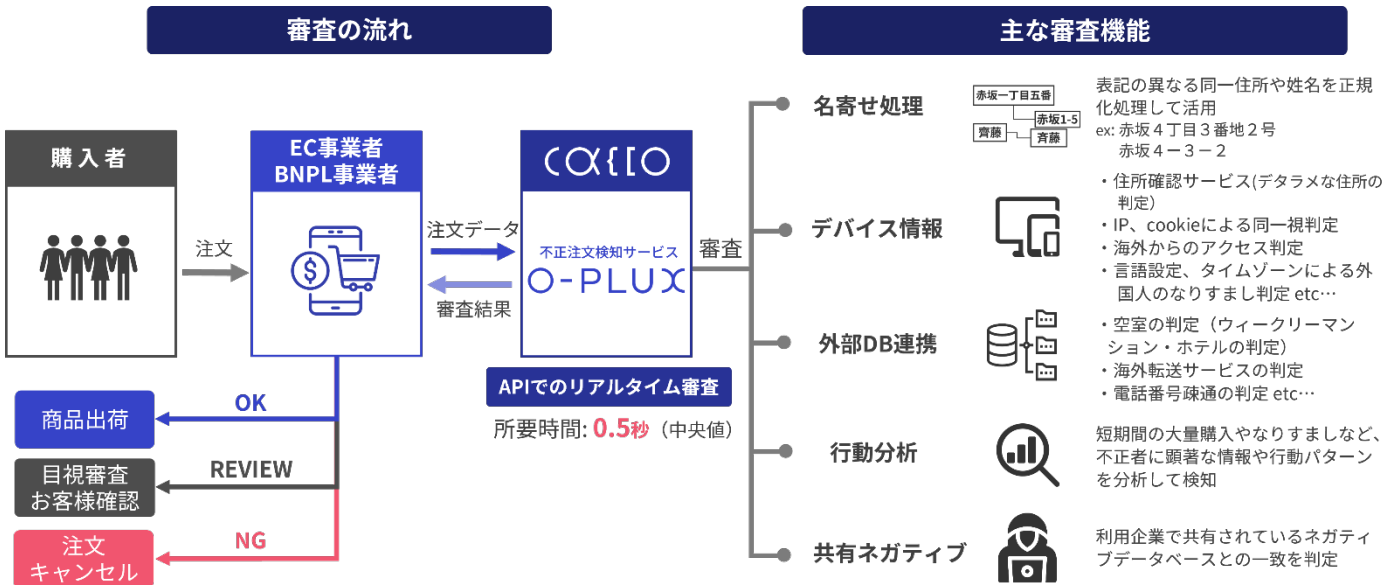 審査の流れ
購入者
注文
EC事業者
BNPL事業者
$
注文データ
審査結果
CACCO
不正注文検知サービス
O-PLUX
審査
APIでのリアルタイム審査
所要時間: 0.5秒（中央値）
OK
商品出荷
REVIEW
目視審査
お客様確認
NG
注文
キャンセル
主な審査機能
名寄せ処理
赤坂一丁目五番
赤坂1-5
齊藤
斉藤
表記の異なる同一住所や姓名を正規
化処理して活用
ex: 赤坂４丁目３番地２号
赤坂４ー３－２
デバイス情報
・住所確認サービス(デタラメな住所の
判定）
・IP、cookieによる同一視判定
・海外からのアクセス判定
・言語設定、タイムゾーンによる外
国人のなりすまし判定 etc…
外部DB連携
・空室の判定（ウィークリーマン
ション・ホテルの判定）
・海外転送サービスの判定
・電話番号疎通の判定 etc…
行動分析
短期間の大量購入やなりすましなど、
不正者に顕著な情報や行動パターン
を分析して検知
共有ネガティブ
利用企業で共有されているネガティ
ブデータベースとの一致を判定